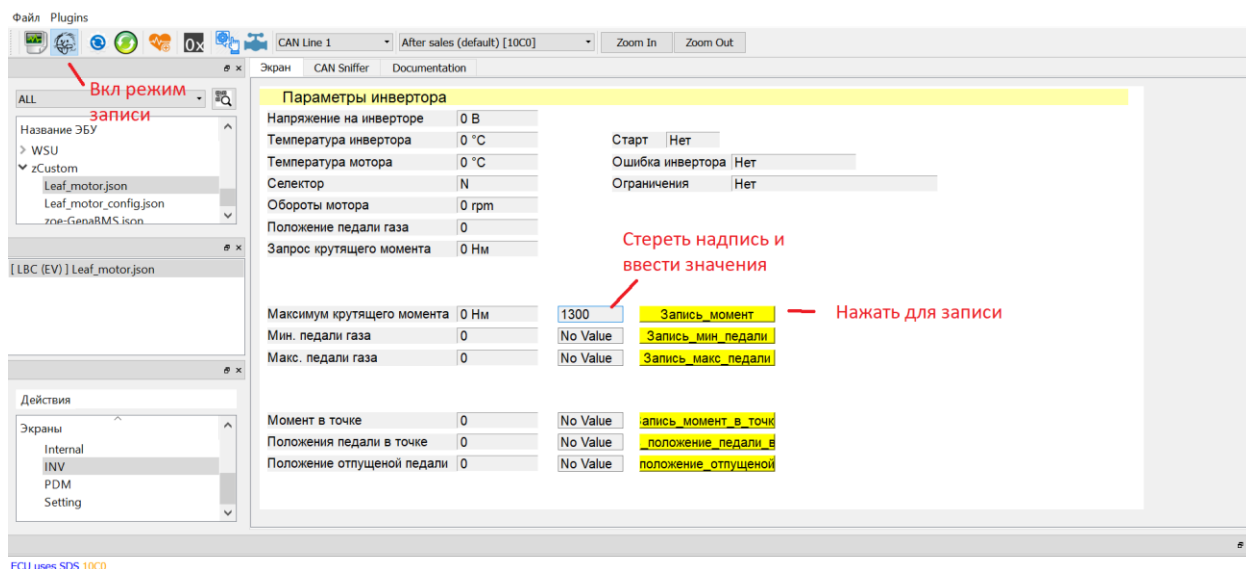 Файл Plugins
CAN Line 1 After sales (default) [10C0] Zoom In Zoom Out
Экран CAN Sniffer Documentation
Вкл режим
записи
ALL
Название ЭБУ
WSU
zCustom
Leaf_motor.json
Leaf_motor_config.json
zoe-GenaBMS.json
[ LBC (EV) ] Leaf_motor.json
Действия
Экраны
Internal
INV
PDM
Setting
Параметры инвертора
Напряжение на инверторе 0 В
Температура инвертора 0 °C Старт Нет
Температура мотора 0 °C Ошибка инвертора Нет
Селектор N Ограничения Нет
Обороты мотора 0 rpm
Положение педали газа 0
Запрос крутящего момента 0 Нм
Стереть надпись и
ввести значения
Максимум крутящего момента 0 Нм 1300 Запись_момент Нажать для записи
Мин. педали газа 0 No Value Запись_мин_педали
Макс. педали газа 0 No Value Запись_макс_педали
Момент в точке 0 No Value апись_момент_в_точк
Положения педали в точке 0 No Value _положение_педали_в
Положение отпущеной педали 0 No Value положение_отпущеной
ECU uses SDS 10C0